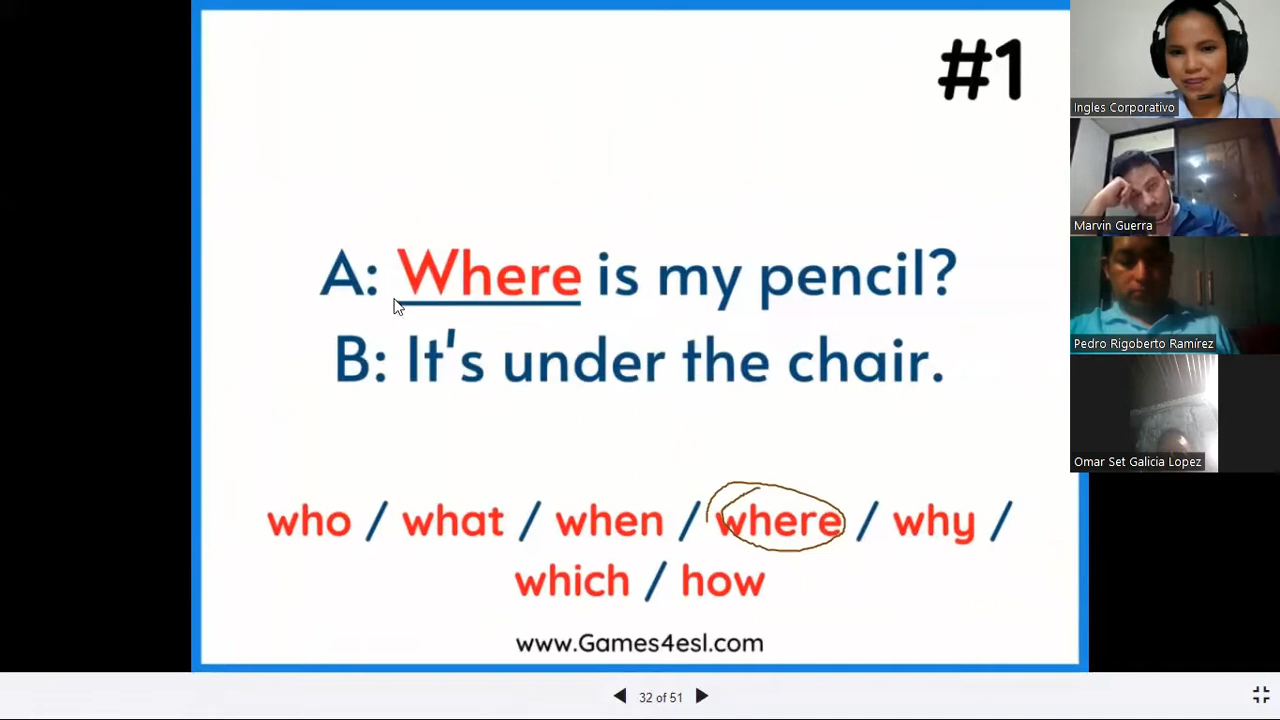 #1
A: Where is my pencil?
B: It's under the chair.
who / what / when / where / why /
which / how
www.Games4esl.com
32 of 51
Ingles Corporativo
Marvin Guerra
Pedro Rigoberto Ramírez
Omar Set Galicia Lopez